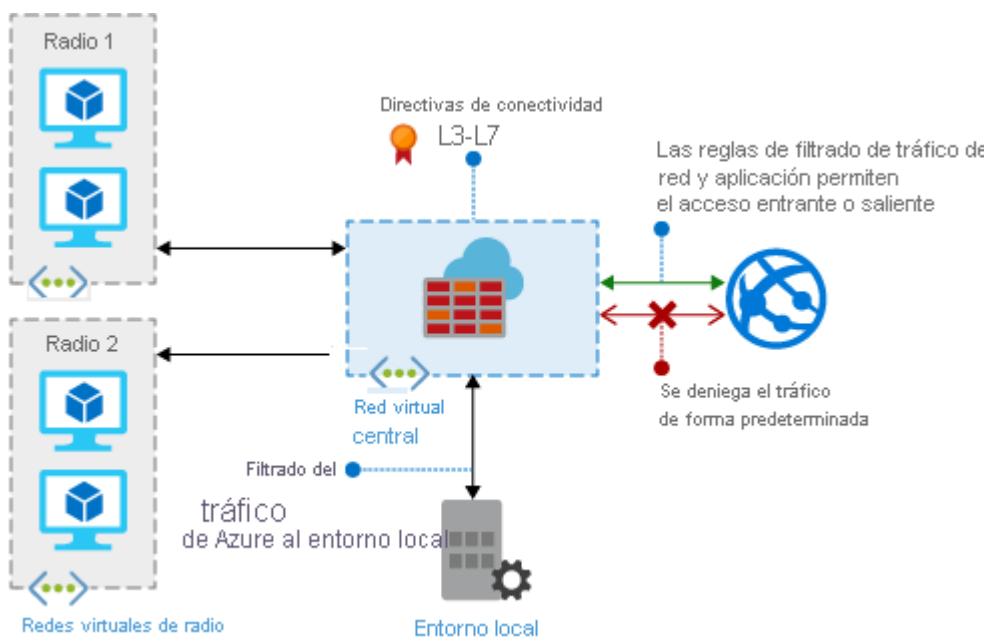 Radio 1
Directivas de conectividad
L3-L7
Las reglas de filtrado de tráfico de
red y aplicación permiten
el acceso entrante o saliente
Radio 2
Red virtual
central
Se deniega el tráfico
de forma predeterminada
Filtrado del
tráfico
de Azure al entorno local
Redes virtuales de radio
Entorno local